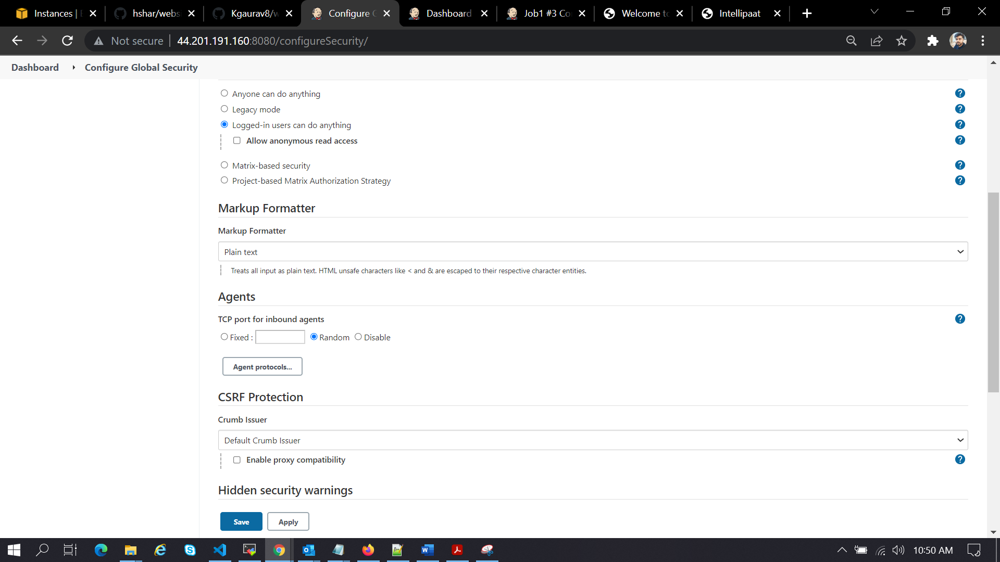 Instances | E
hshar/webs
Kgaurav8/w
Configure G
Dashboard
Job1 #3 Co
Welcome to
Intellipaat
Not secure
44.201.191.160:8080/configureSecurity/
Dashboard
Configure Global Security
Anyone can do anything
?
Legacy mode
?
Logged-in users can do anything
?
Allow anonymous read access
?
Matrix-based security
?
Project-based Matrix Authorization Strategy
?
Markup Formatter
Markup Formatter
Plain text
Treats all input as plain text. HTML unsafe characters like < and & are escaped to their respective character entities.
Agents
TCP port for inbound agents
?
Fixed :
Random
Disable
Agent protocols...
CSRF Protection
Crumb Issuer
Default Crumb Issuer
Enable proxy compatibility
?
Hidden security warnings
Save
Apply
10:50 AM